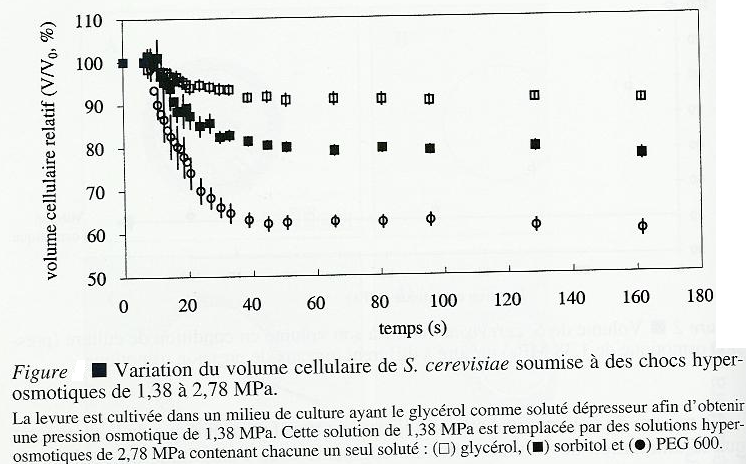 110
100
90
80
70
60
50
volume cellulaire relatif (V/V0, %)
0 20 40 60 80 100 120 140 160 180
temps (s)
Figure ■ Variation du volume cellulaire de S. cerevisiae soumise à des chocs hyper-
osmotiques de 1,38 à 2,78 MPa.
La levure est cultivée dans un milieu de culture ayant le glycérol comme soluté dépresseur afin d'obtenir
une pression osmotique de 1,38 MPa. Cette solution de 1,38 MPa est remplacée par des solutions hyper-
osmotiques de 2,78 MPa contenant chacune un seul soluté : (□) glycérol, (■) sorbitol et (●) PEG 600.